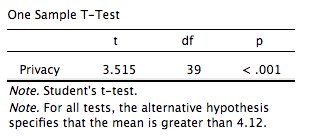 One Sample T-Test
t df p
Privacy 3.515 39 < .001
Note. Student's t-test.
Note. For all tests, the alternative hypothesis
specifies that the mean is greater than 4.12.